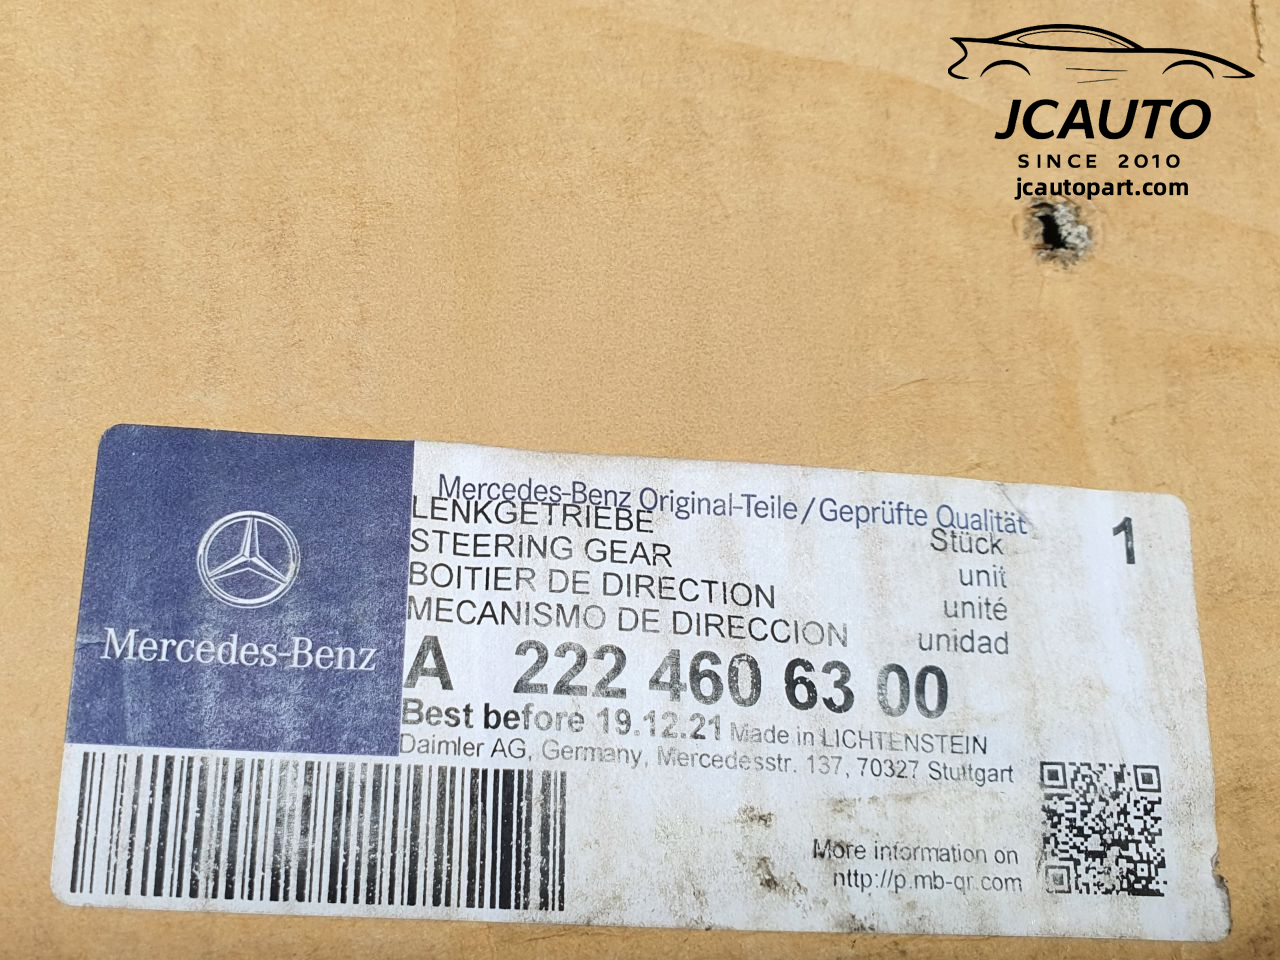 JCAUTO
SINCE 2010
jcautopart.com
Mercedes-Benz Original-Teile/Geprüfte Qualität
LENKGETRIEBE Stück 1
STEERING GEAR unit
BOITIER DE DIRECTION unité
MECANISMO DE DIRECCION unidad
Mercedes-Benz
A 222 460 63 00
Best before 19.12.21 Made in LICHTENSTEIN
Daimler AG, Germany, Mercedesstr. 137, 70327 Stuttgart
More information on
http://p.mb-qr.com